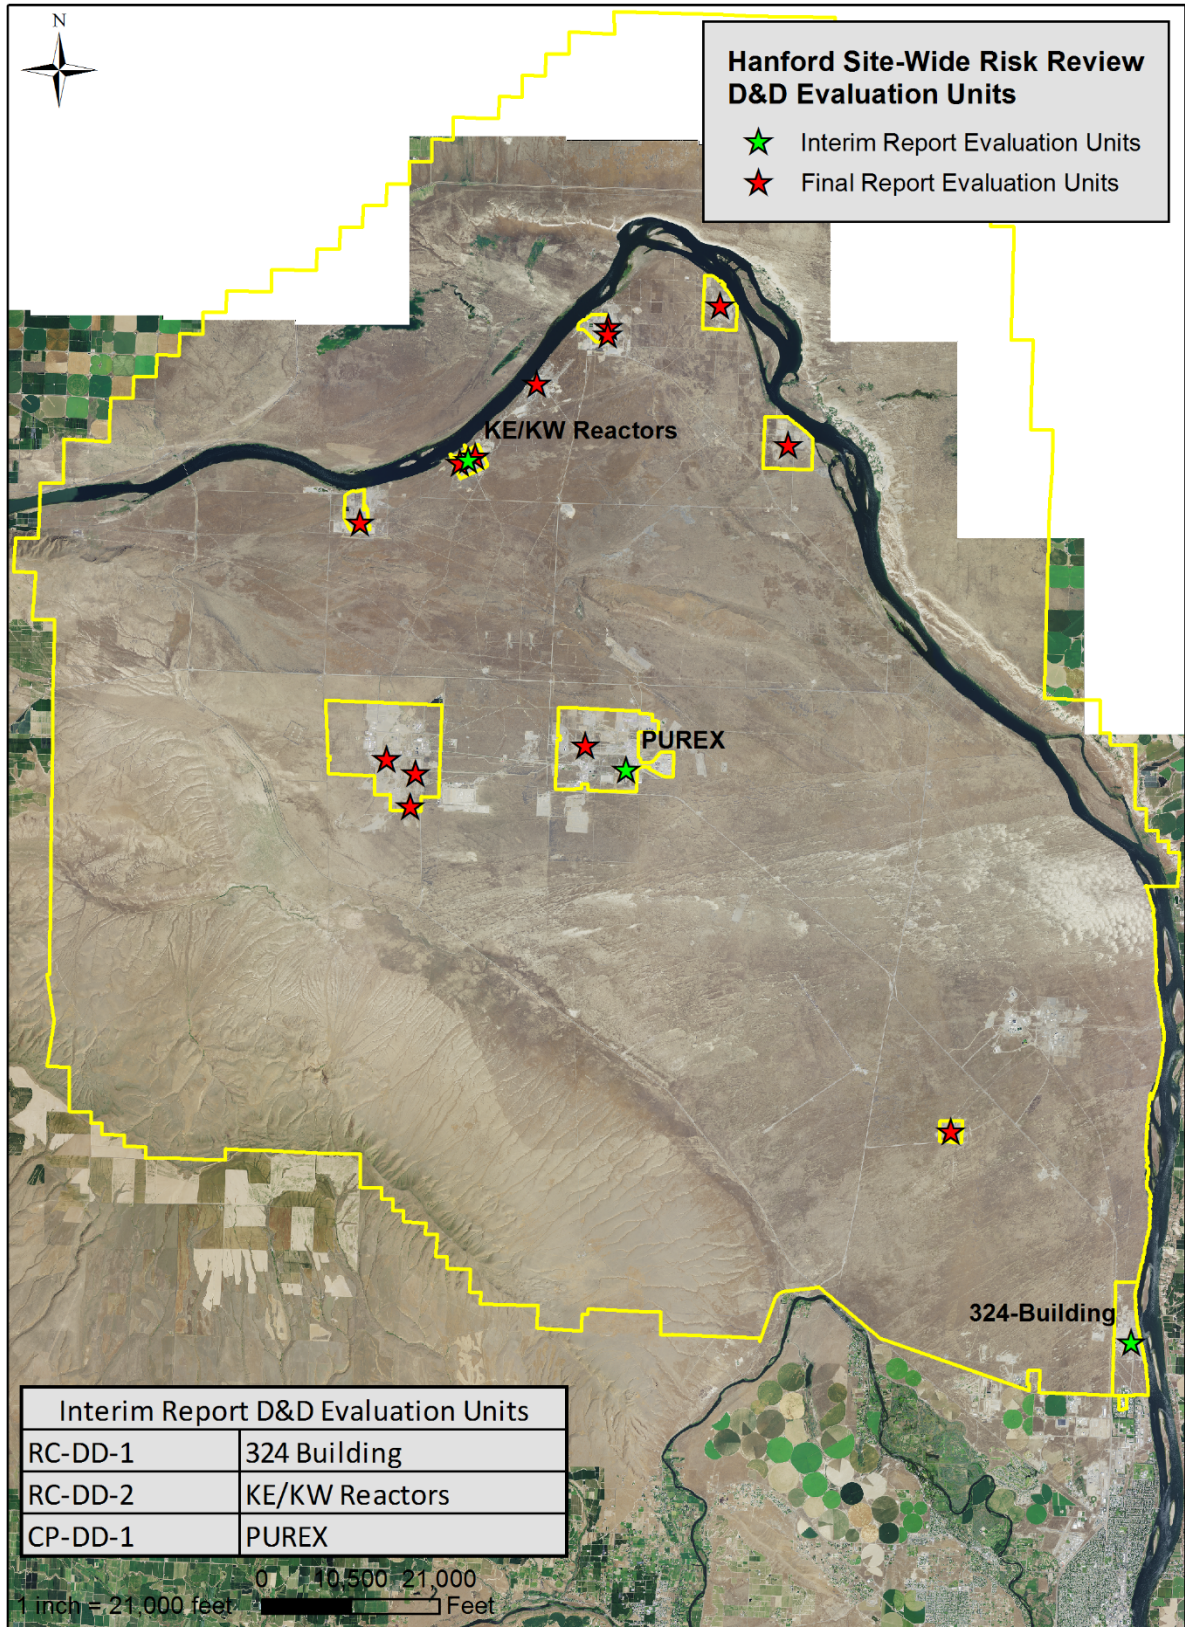 N
Hanford Site-Wide Risk Review
D&D Evaluation Units
Interim Report Evaluation Units
Final Report Evaluation Units
KE/KW Reactors
PUREX
324-Building
Interim Report D&D Evaluation Units
RC-DD-1 324 Building
RC-DD-2 KE/KW Reactors
CP-DD-1 PUREX
0 10,500 21,000
1 inch = 21,000 feet Feet